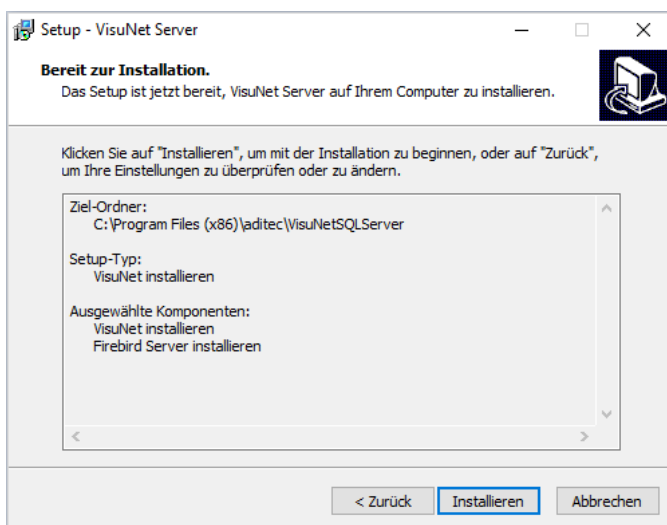 Setup - VisuNet Server
Bereit zur Installation.
Das Setup ist jetzt bereit, VisuNet Server auf Ihrem Computer zu installieren.
Klicken Sie auf "Installieren", um mit der Installation zu beginnen, oder auf "Zurück",
um Ihre Einstellungen zu überprüfen oder zu ändern.
Ziel-Ordner:
C:\Program Files (x86)\aditec\VisuNetSQLServer
Setup-Typ:
VisuNet installieren
Ausgewählte Komponenten:
VisuNet installieren
Firebird Server installieren
< Zurück Installieren Abbrechen